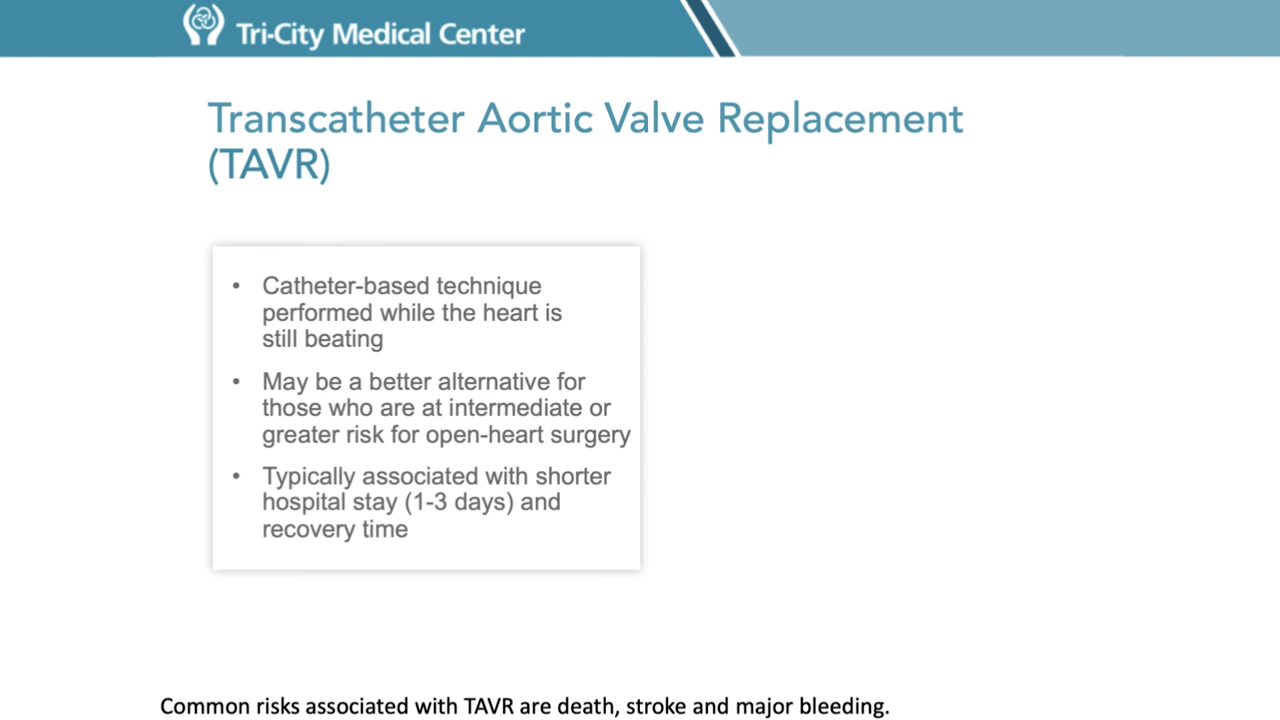 Tri-City Medical Center
Transcatheter Aortic Valve Replacement
(TAVR)
• Catheter-based technique
performed while the heart is
still beating
• May be a better alternative for
those who are at intermediate or
greater risk for open-heart surgery
• Typically associated with shorter
hospital stay (1-3 days) and
recovery time
Common risks associated with TAVR are death, stroke and major bleeding.